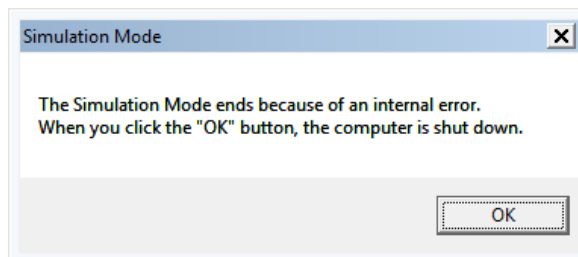 Simulation Mode
The Simulation Mode ends because of an internal error.
When you click the "OK" button, the computer is shut down.
OK